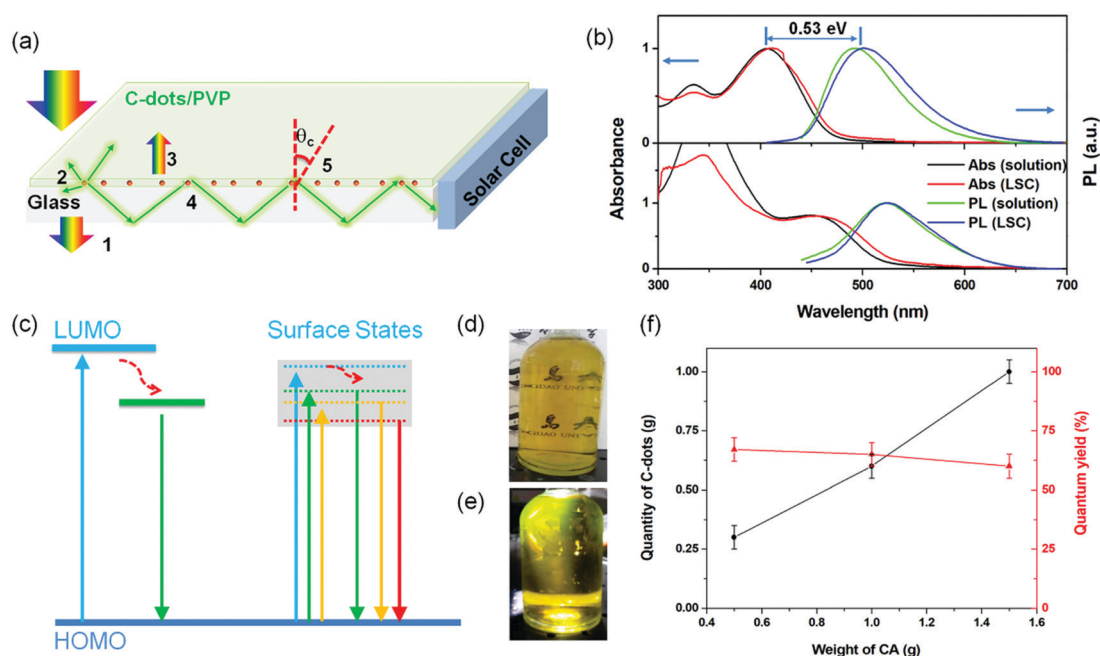 (a)
C-dots/PVP
θc
1
2
3
4
5
Glass
Solar Cell
(b)
0.53 eV
Absorbance
PL (a.u.)
1
0
1
0
1
0
1
0
Abs (solution)
Abs (LSC)
PL (solution)
PL (LSC)
300 400 500 600 700
Wavelength (nm)
(c)
LUMO
Surface States
HOMO
(d)
(e)
(f)
Quantity of C-dots (g)
1.00
0.75
0.50
0.25
0.00
Quantum yield (%)
100
75
50
25
0
0.4 0.6 0.8 1.0 1.2 1.4 1.6
Weight of CA (g)